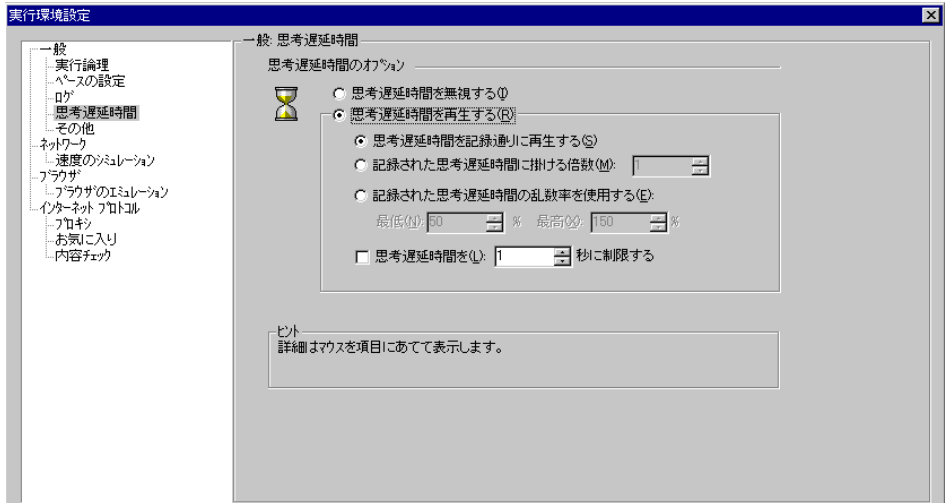 実行環境設定
一般
実行論理
ペースの設定
ログ
思考遅延時間
その他
ネットワーク
速度のシミュレーション
ブラウザ
ブラウザのエミュレーション
インターネット プロトコル
プロキシ
お気に入り
内容チェック
一般: 思考遅延時間
思考遅延時間のオプション
思考遅延時間を無視する(I)
思考遅延時間を再生する(R)
思考遅延時間を記録通りに再生する(S)
記録された思考遅延時間に掛ける倍数(M): 1
記録された思考遅延時間の乱数率を使用する(E):
最低(N): 50 % 最高(X): 150 %
思考遅延時間を(L): 1 秒に制限する
ヒント
詳細はマウスを項目にあてて表示します。